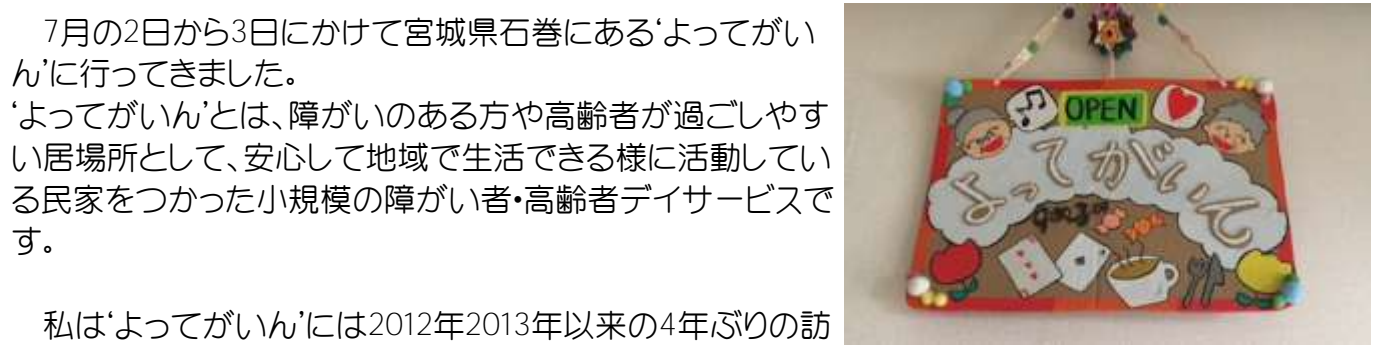 7月の2日から3日にかけて宮城県石巻にある‘よってがい
ん’に行ってきました。
‘よってがいん’とは、障がいのある方や高齢者が過ごしやす
い居場所として、安心して地域で生活できる様に活動してい
る民家をつかった小規模の障がい者・高齢者デイサービスで
す。
私は‘よってがいん’には2012年2013年以来の4年ぶりの訪
OPEN
よってがいん